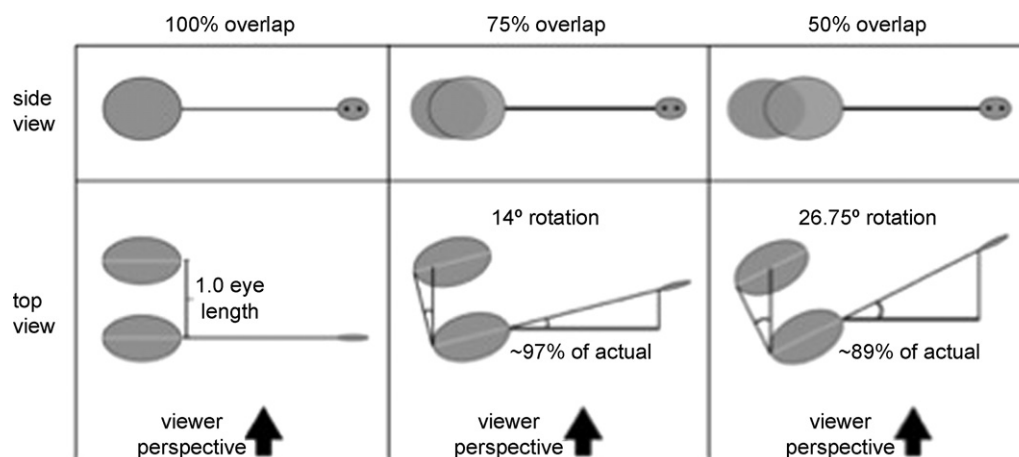 100% overlap
75% overlap
50% overlap
side
view
14º rotation
26.75º rotation
top
view
1.0 eye
length
~97% of actual
~89% of actual
viewer
perspective
viewer
perspective
viewer
perspective